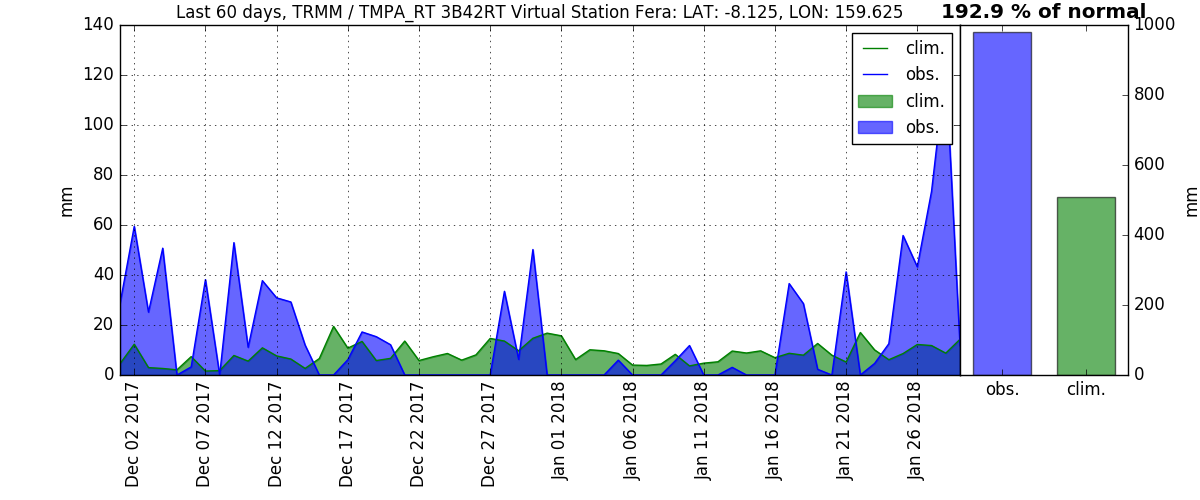 Last 60 days, TRMM / TMPA_RT 3B42RT Virtual Station Fera: LAT: -8.125, LON: 159.625
192.9 % of normal
140
120
100
80
60
40
20
0
mm
clim.
obs.
clim.
obs.
1000
800
600
400
200
0
mm
Dec 02 2017
Dec 07 2017
Dec 12 2017
Dec 17 2017
Dec 22 2017
Dec 27 2017
Jan 01 2018
Jan 06 2018
Jan 11 2018
Jan 16 2018
Jan 21 2018
Jan 26 2018
obs.
clim.